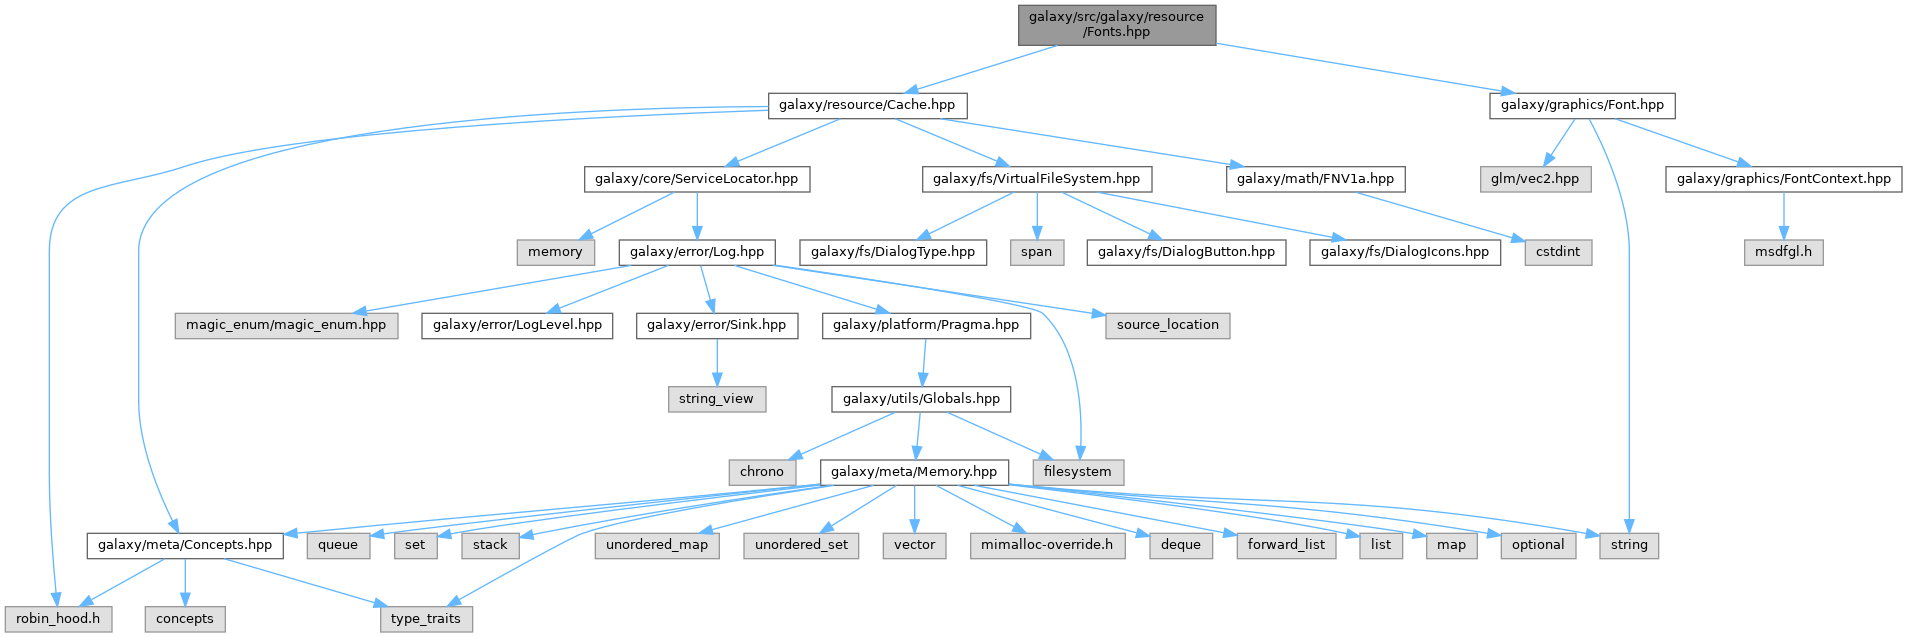 galaxy/src/galaxy/resource
/Fonts.hpp
galaxy/resource/Cache.hpp
galaxy/graphics/Font.hpp
galaxy/core/ServiceLocator.hpp
galaxy/fs/VirtualFileSystem.hpp
galaxy/math/FNV1a.hpp
glm/vec2.hpp
galaxy/graphics/FontContext.hpp
memory
galaxy/error/Log.hpp
galaxy/fs/DialogType.hpp
span
galaxy/fs/DialogButton.hpp
galaxy/fs/DialogIcons.hpp
cstdint
msdfgl.h
magic_enum/magic_enum.hpp
galaxy/error/LogLevel.hpp
galaxy/error/Sink.hpp
galaxy/platform/Pragma.hpp
source_location
string_view
galaxy/utils/Globals.hpp
chrono
galaxy/meta/Memory.hpp
filesystem
galaxy/meta/Concepts.hpp
queue
set
stack
unordered_map
unordered_set
vector
mimalloc-override.h
deque
forward_list
list
map
optional
string
robin_hood.h
concepts
type_traits